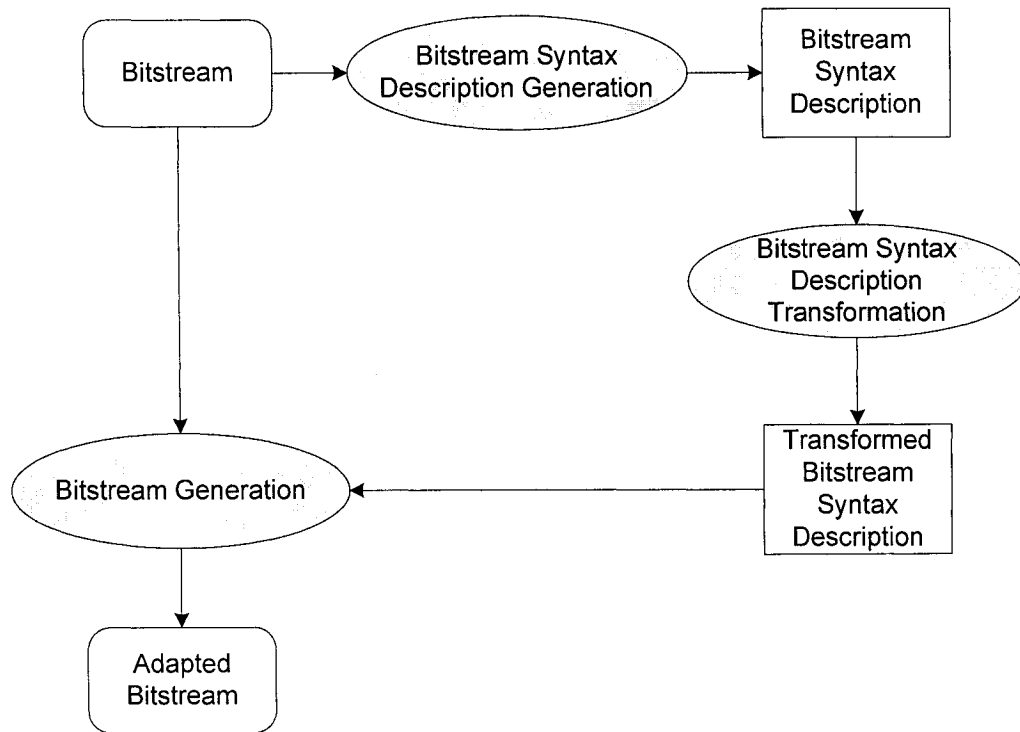 Bitstream
Bitstream Syntax
Description Generation
Bitstream
Syntax
Description
Bitstream Syntax
Description
Transformation
Transformed
Bitstream
Syntax
Description
Bitstream Generation
Adapted
Bitstream